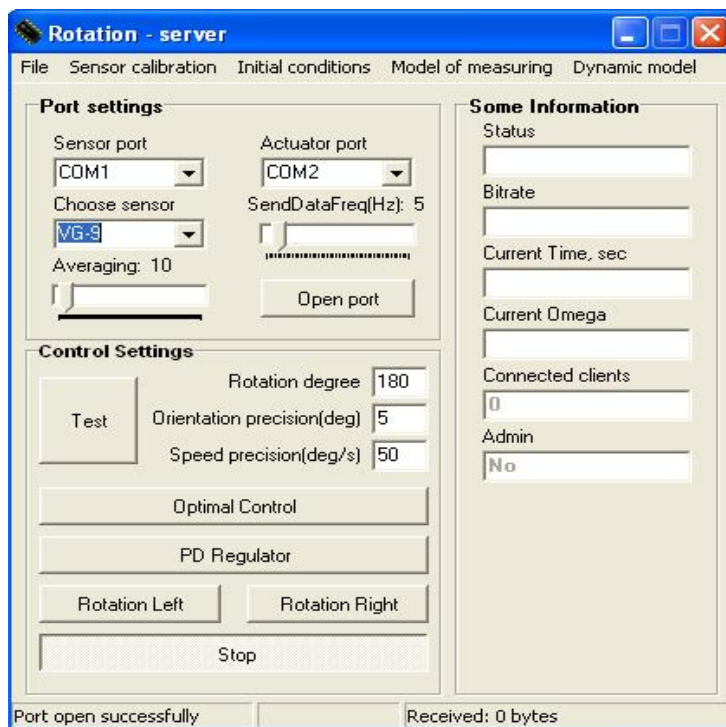 Rotation - server
File Sensor calibration Initial conditions Model of measuring Dynamic model
Port settings
Sensor port
COM1
Actuator port
COM2
Choose sensor
VG-9
SendDataFreq(Hz): 5
Averaging: 10
Open port
Control Settings
Test
Rotation degree 180
Orientation precision(deg) 5
Speed precision(deg/s) 50
Optimal Control
PD Regulator
Rotation Left Rotation Right
Stop
Some Information
Status
Bitrate
Current Time, sec
Current Omega
Connected clients
0
Admin
No
Port open successfully Received: 0 bytes